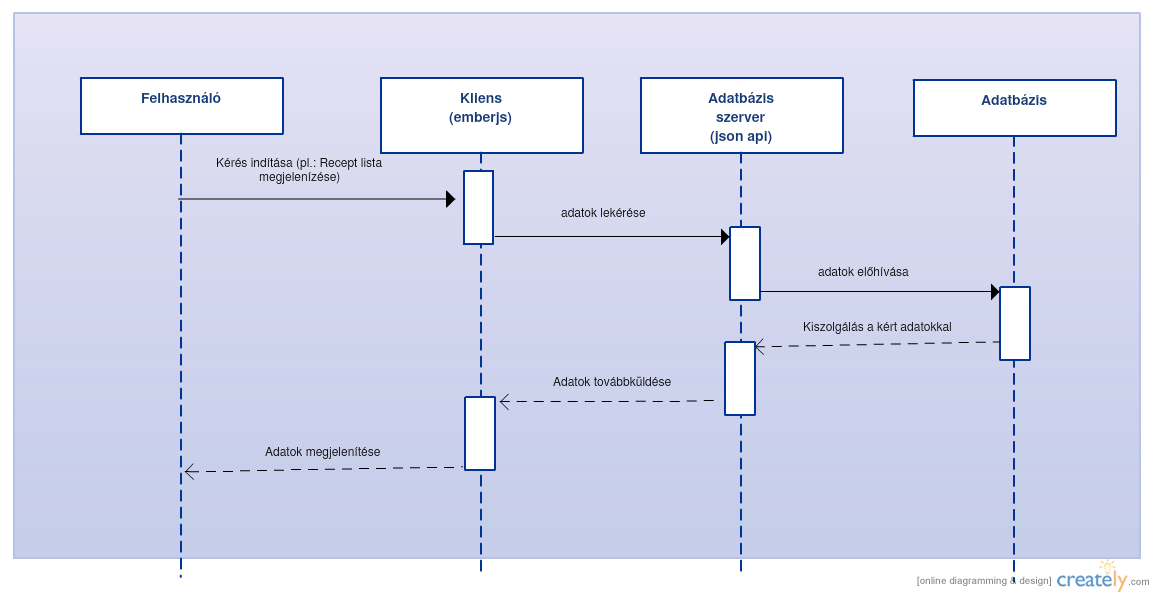 Felhasználó
Kliens
(emberjs)
Adatbázis
szerver
(json api)
Adatbázis
Kérés indítása (pl.: Recept lista
megjelenízése)
adatok lekérése
adatok előhívása
Kiszolgálás a kért adatokkal
Adatok továbbküldése
Adatok megjelenítése
[online diagramming & design] creately.com